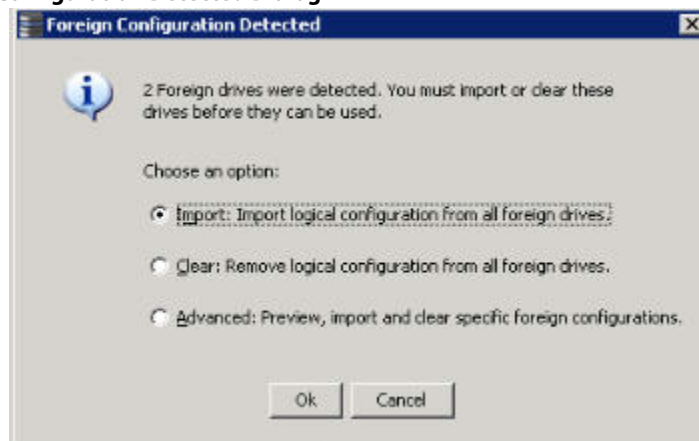 Foreign Configuration Detected
2 Foreign drives were detected. You must import or clear these
drives before they can be used.
Choose an option:
Import: Import logical configuration from all foreign drives.
Clear: Remove logical configuration from all foreign drives.
Advanced: Preview, import and clear specific foreign configurations.
Ok Cancel